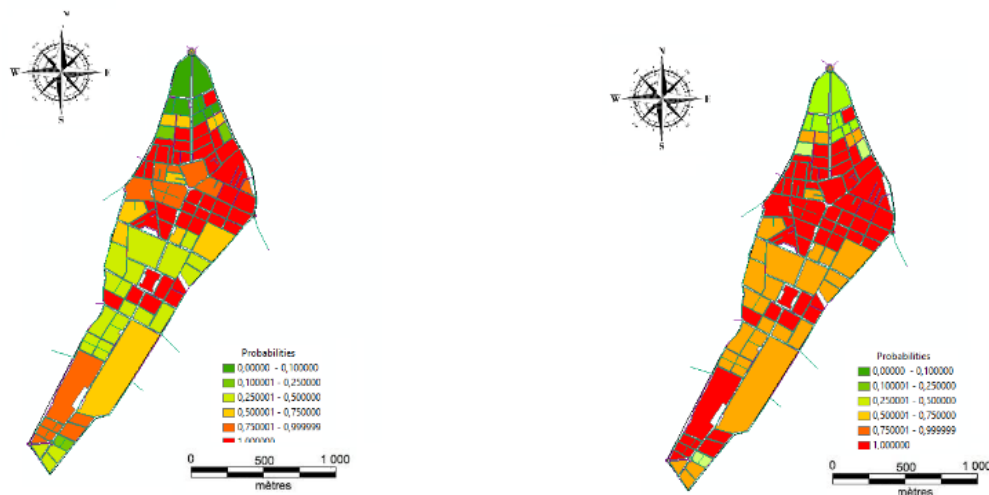 N
W E
S
Probabilities
0,00000 - 0,100000
0,100001 - 0,250000
0,250001 - 0,500000
0,500001 - 0,750000
0,750001 - 0,999999
1,000000
0 500 1 000
mètres
N
W E
S
Probabilities
0,00000 - 0,100000
0,100001 - 0,250000
0,250001 - 0,500000
0,500001 - 0,750000
0,750001 - 0,999999
1,000000
0 500 1 000
mètres